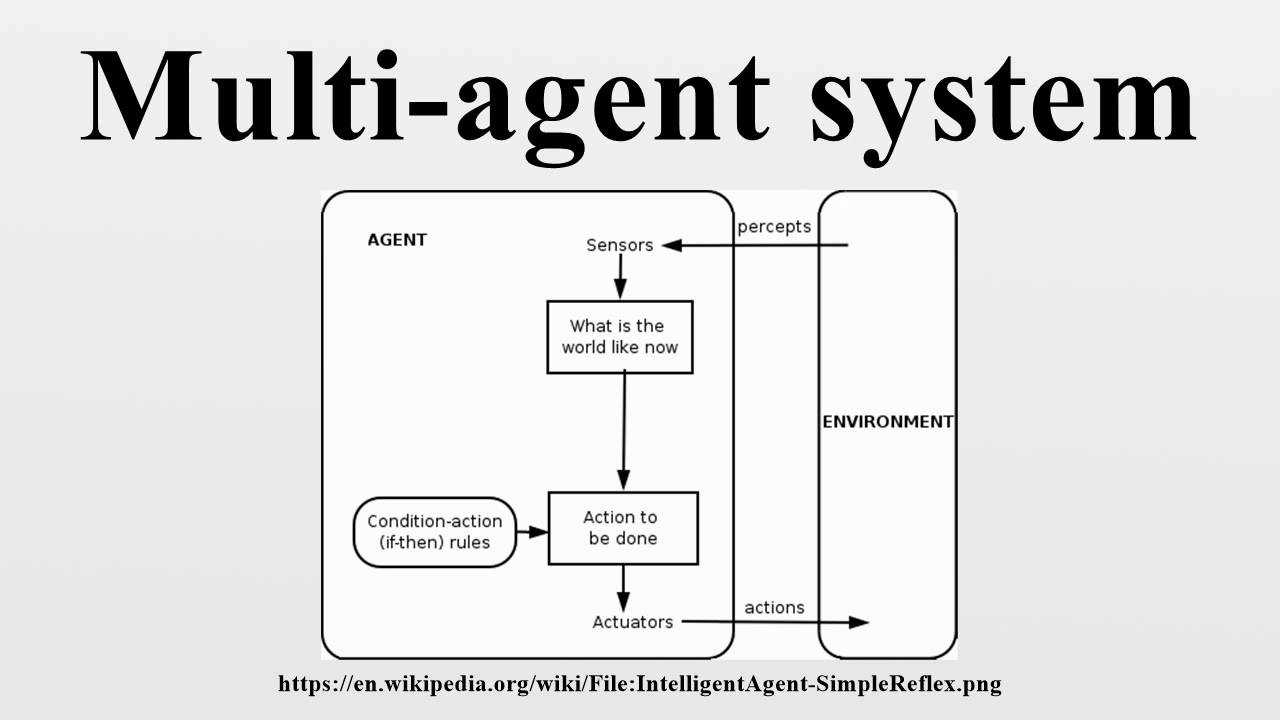 Multi-agent system
AGENT
Sensors
percepts
What is the
world like now
ENVIRONMENT
Condition-action
(if-then) rules
Action to
be done
Actuators
actions
https://en.wikipedia.org/wiki/File:IntelligentAgent-SimpleReflex.png